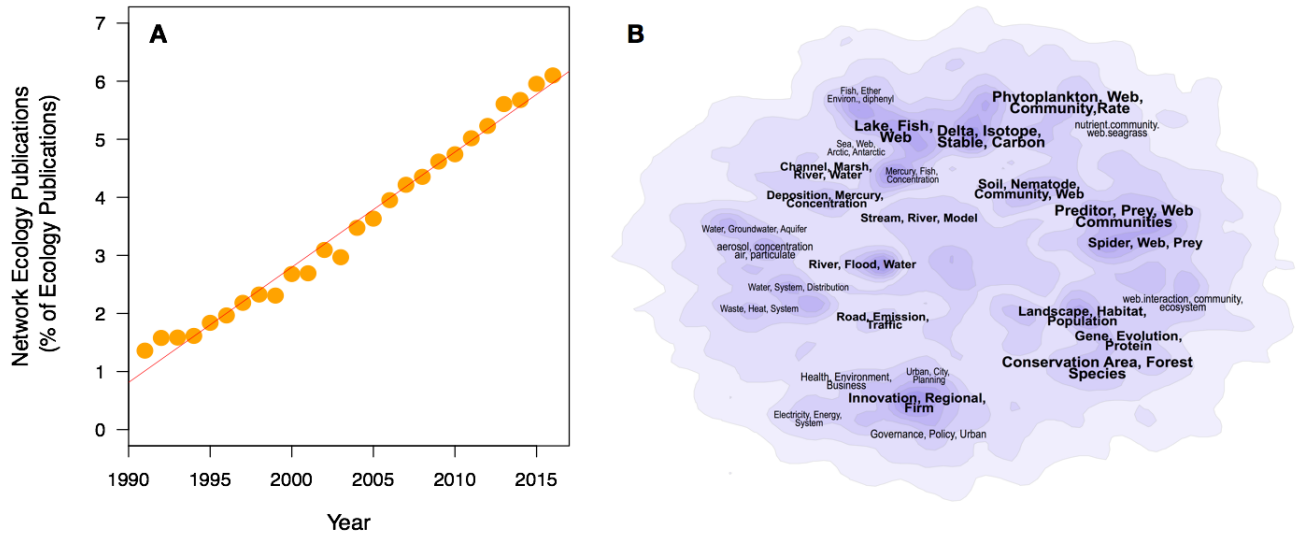 A
7
6
5
4
3
2
1
0
Network Ecology Publications
(% of Ecology Publications)
1990 1995 2000 2005 2010 2015
Year
B
Fish, Ether
Environ., diphenyl
Phytoplankton, Web,
Community,Rate
nutrient.community.
web.seagrass
Lake, Fish,
Web
Delta, Isotope,
Stable, Carbon
Sea, Web,
Arctic, Antarctic
Channel, Marsh,
River, Water
Mercury, Fish,
Concentration
Soil, Nematode,
Community, Web
Deposition, Mercury,
Concentration
Stream, River, Model
Preditor, Prey, Web
Communities
Water, Groundwater, Aquifer
aerosol, concentration
air, particulate
Spider, Web, Prey
River, Flood, Water
Water, System, Distribution
web.interaction, community,
ecosystem
Waste, Heat, System
Road, Emission,
Traffic
Landscape, Habitat,
Population
Gene, Evolution,
Protein
Conservation Area, Forest
Species
Health, Environment,
Business
Urban, City,
Planning
Innovation, Regional,
Firm
Electricity, Energy,
System
Governance, Policy, Urban